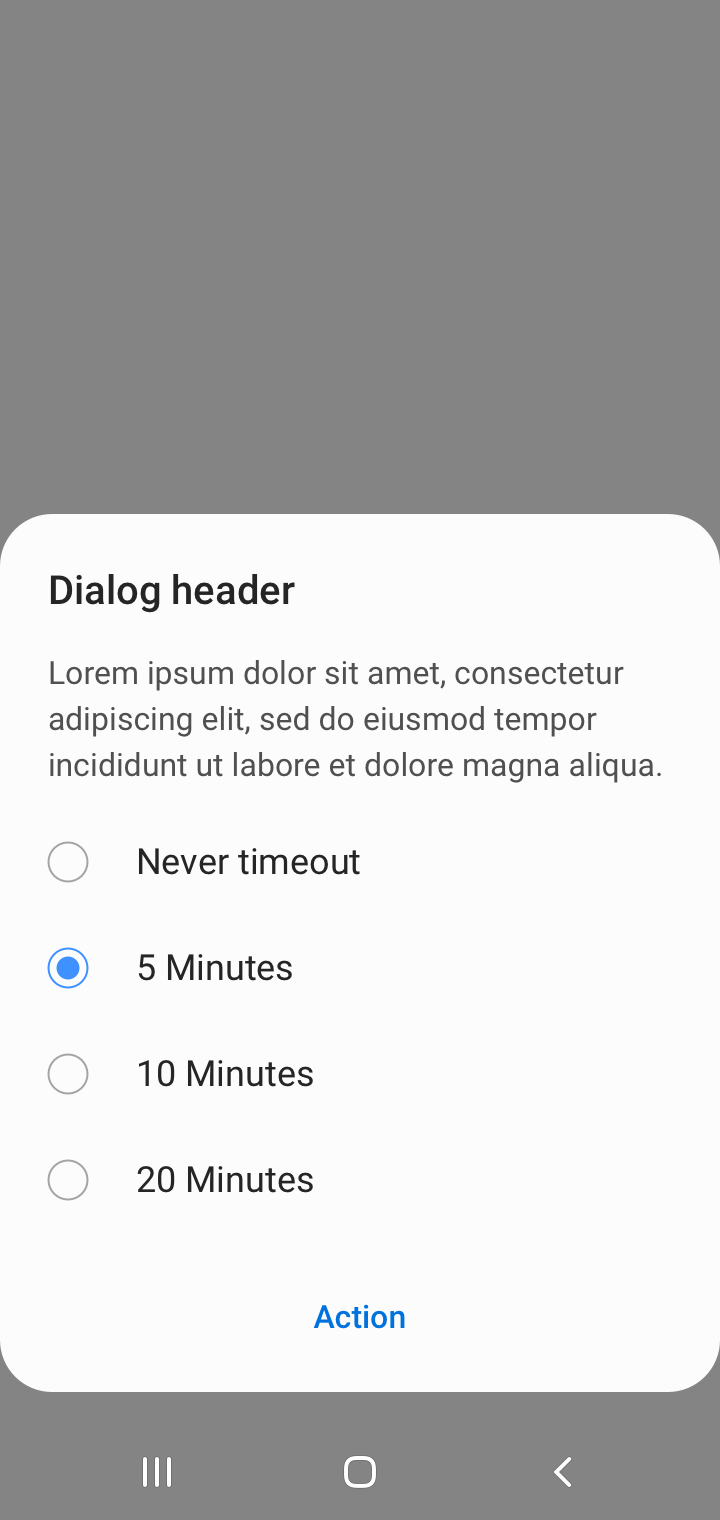 Dialog header
Lorem ipsum dolor sit amet, consectetur
adipiscing elit, sed do eiusmod tempor
incididunt ut labore et dolore magna aliqua.
Never timeout
5 Minutes
10 Minutes
20 Minutes
Action